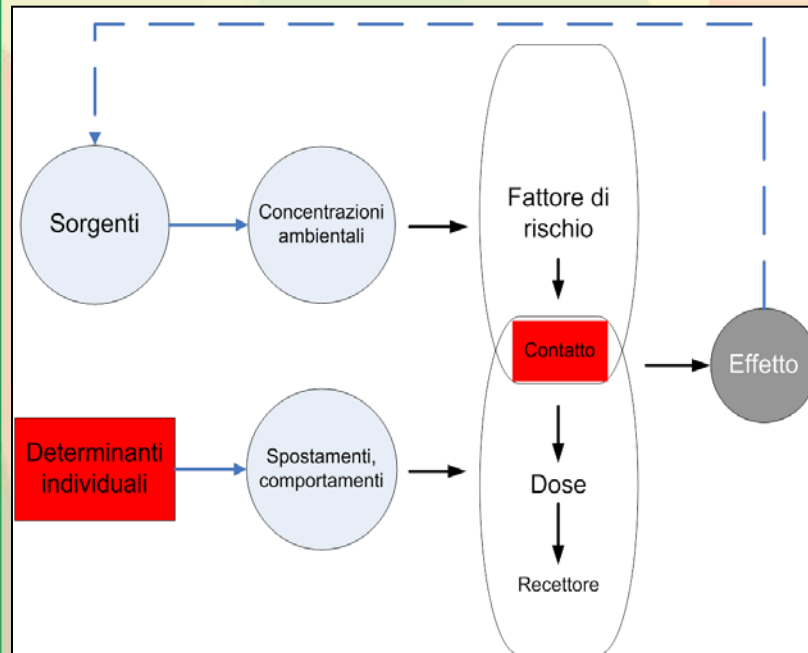 Sorgenti
Concentrazioni
ambientali
Fattore di
rischio
Contatto
Effetto
Determinanti
individuali
Spostamenti,
comportamenti
Dose
Recettore